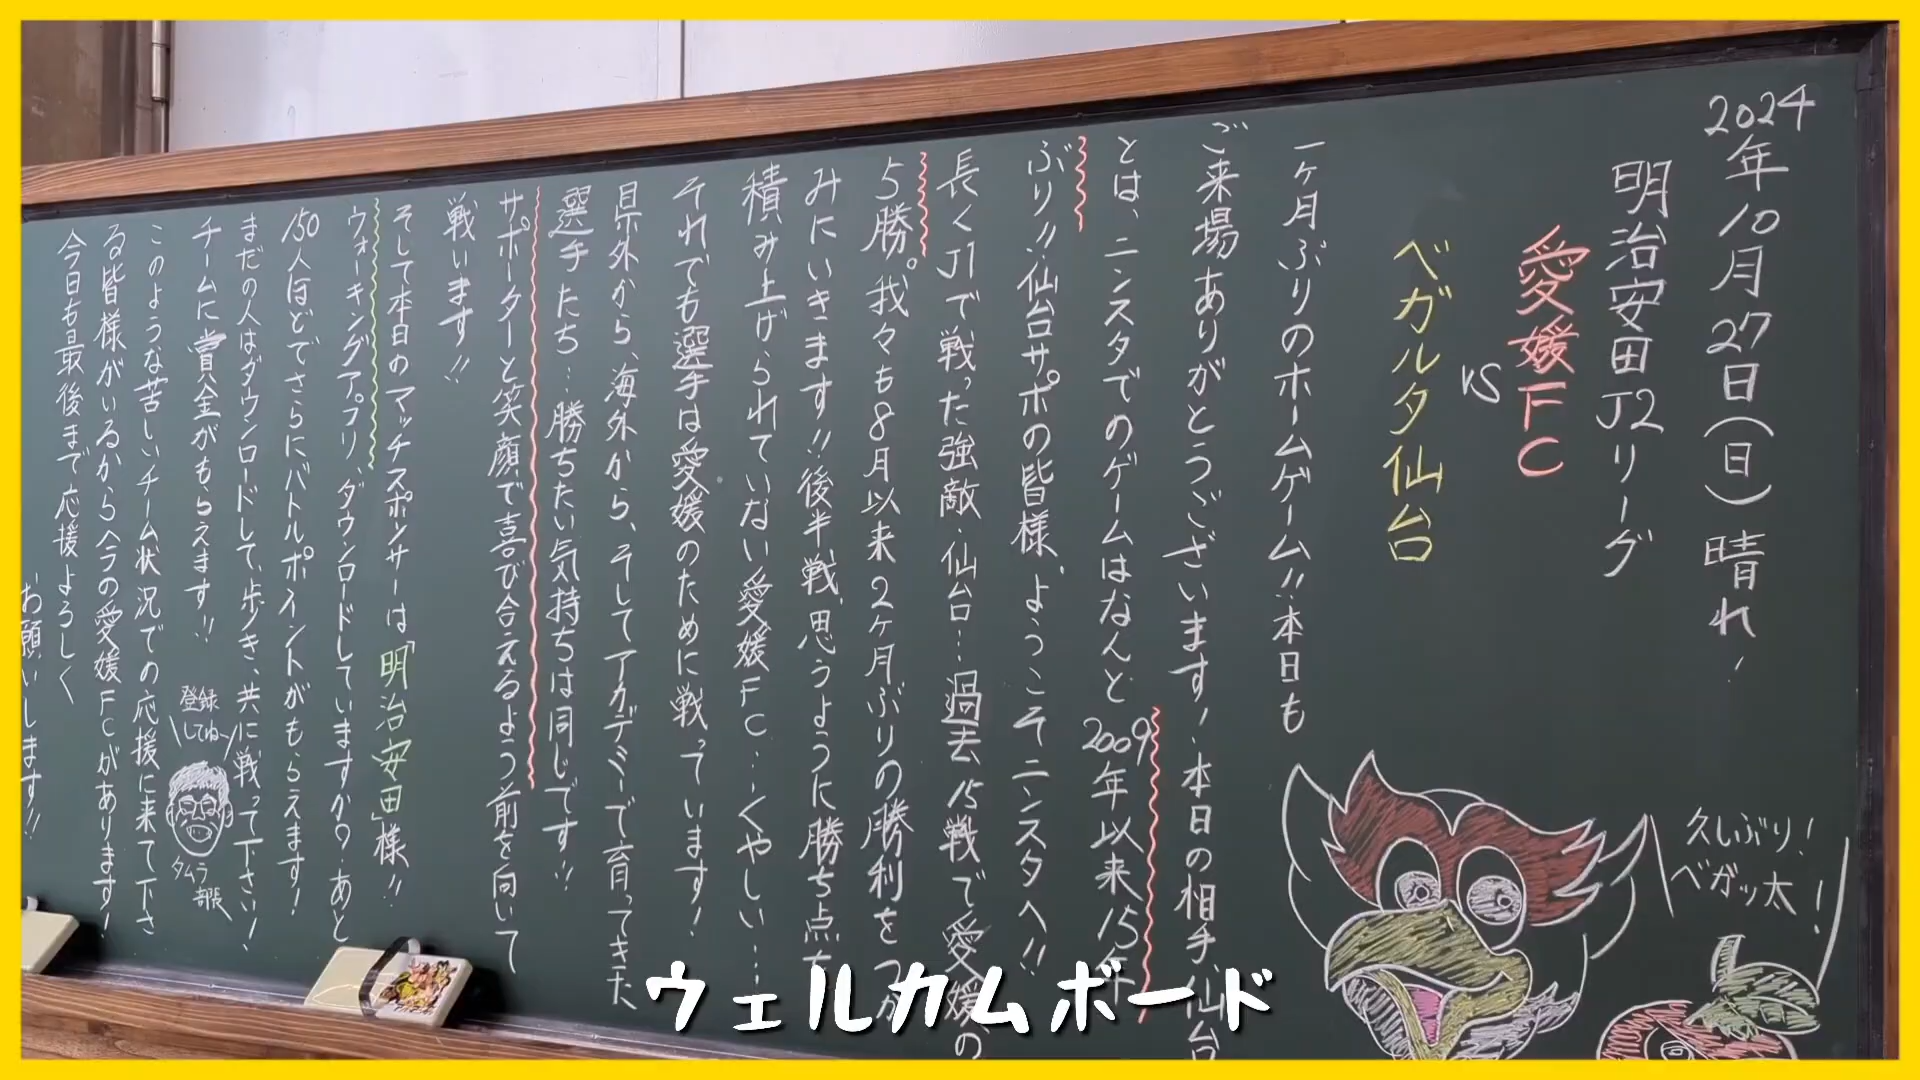 2024年10月27日(日)晴れ!
明治安田J2リーグ
愛媛FC
VS
ベガルタ仙台
一ヶ月ぶりのホームゲーム!!本日も
ご来場ありがとうございます!本日の相手、仙台
とは、ニンスタでのゲームはなんと2009年以来15年
ぶり!!仙台サポの皆様、ようこそニンスタへ!!
長くJ1で戦った強敵・仙台…過去15戦で愛媛の
5勝。我々も8月以来2ヶ月ぶりの勝利をつか
みにいきます!!後半戦、思うように勝ち点を
積み上げられていない愛媛FC…くやしい…
それでも選手は愛媛のために戦っています!
県外から、海外から、そしてアカデミーで育ってきた
選手たち…勝ちたい気持ちは同じです!!
サポーターと笑顔で喜び合えるよう前を向いて
戦います!!
そして本日のマッチスポンサーは「明治安田」様!!
ウォーキングアプリ、ダウンロードしていますか?あと
150人ほどでさらにバトルポイントがもらえます!
まだの人はダウンロードして、歩き、共に戦って下さい!
チームに賞金がもらえます!!
このような苦しいチーム状況での応援に来て下さ
る皆様がいるから今の愛媛FCがあります!
今日も最後まで応援よろしく
お願いします!!
登録
してね
タムラ
部長
久しぶり!
ベガッ太!
ウェルカムボード